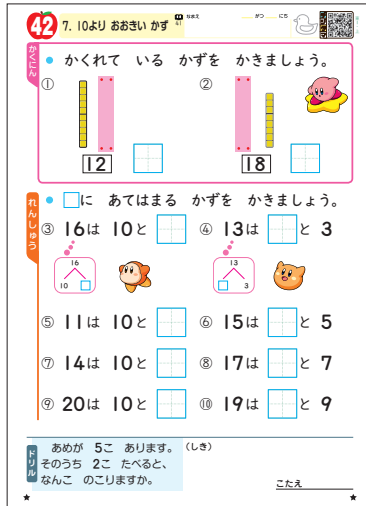 42 7. 10より おおきい かず 41 なまえ がつ にち
かくにん
● かくれて いる かずを かきましょう。
① ②
12 18
れんしゅう
● □に あてはまる かずを かきましょう。
③ 16は 10と □ ④ 13は □と 3
16 13
10 □ □ 3
⑤ 11は 10と □ ⑥ 15は □と 5
⑦ 14は 10と □ ⑧ 17は □と 7
⑨ 20は 10と □ ⑩ 19は □と 9
ドリル
あめが 5こ あります。 (しき)
そのうち 2こ たべると、
なんこ のこりますか。
こたえ